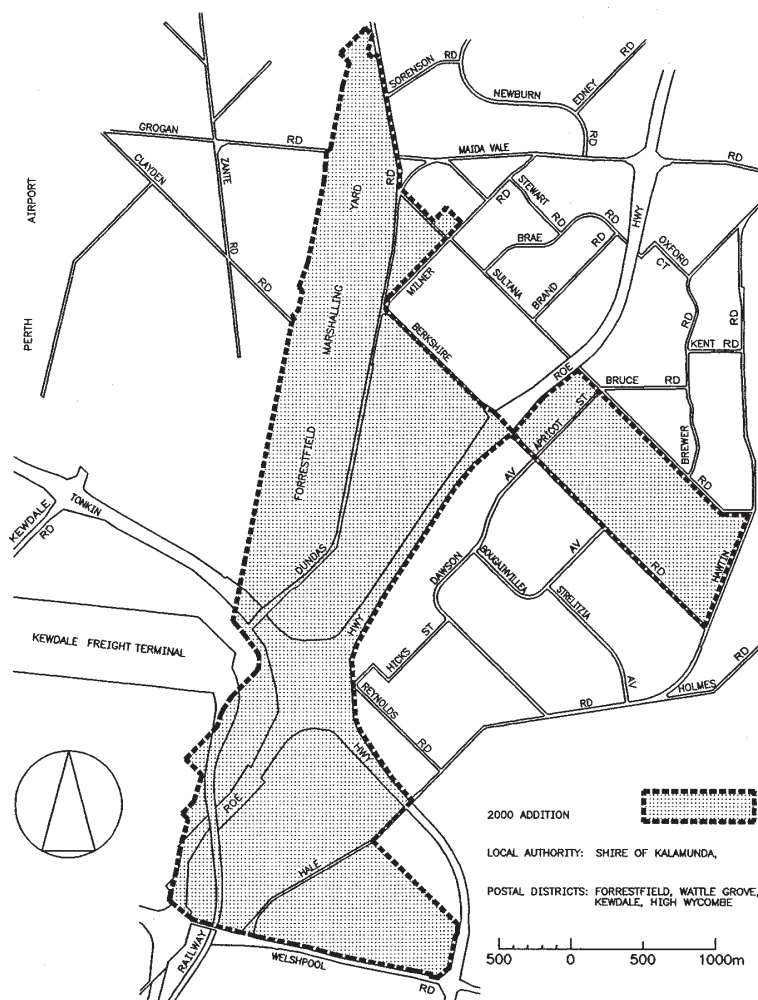 SORENSON RD
NEWBURN
RD
EDNEY RD
GROGAN RD
MAIDA VALE
RD
CLAYDEN
RD
ZANTE
RD
AIRPORT
PERTH
YARD
MARSHALLING
FORRESTFIELD
RD
DUNDAS
STEWART
RD
RD
BRAE
RD
SULTANA
BRAND
RD
HWY
OXFORD
CT
RD
RD
MILNER
BERKSHIRE
KENT RD
ROE
BRUCE RD
APRICOT ST
BREWER
RD
AV
DAWSON
BOUGAINVILLEA
AV
RD
HAWTIN
STRELITZIA
AV
TONKIN
KEWDALE
RD
HWY
HICKS ST
KEWDALE FREIGHT TERMINAL
REYNOLDS
RD
RD
HOLMES
RD
HWY
ROE
HALE
RAILWAY
WELSHPOOL
RD
2000 ADDITION
LOCAL AUTHORITY: SHIRE OF KALAMUNDA,
POSTAL DISTRICTS: FORRESTFIELD, WATTLE GROVE,
KEWDALE, HIGH WYCOMBE
500 0 500 1000m